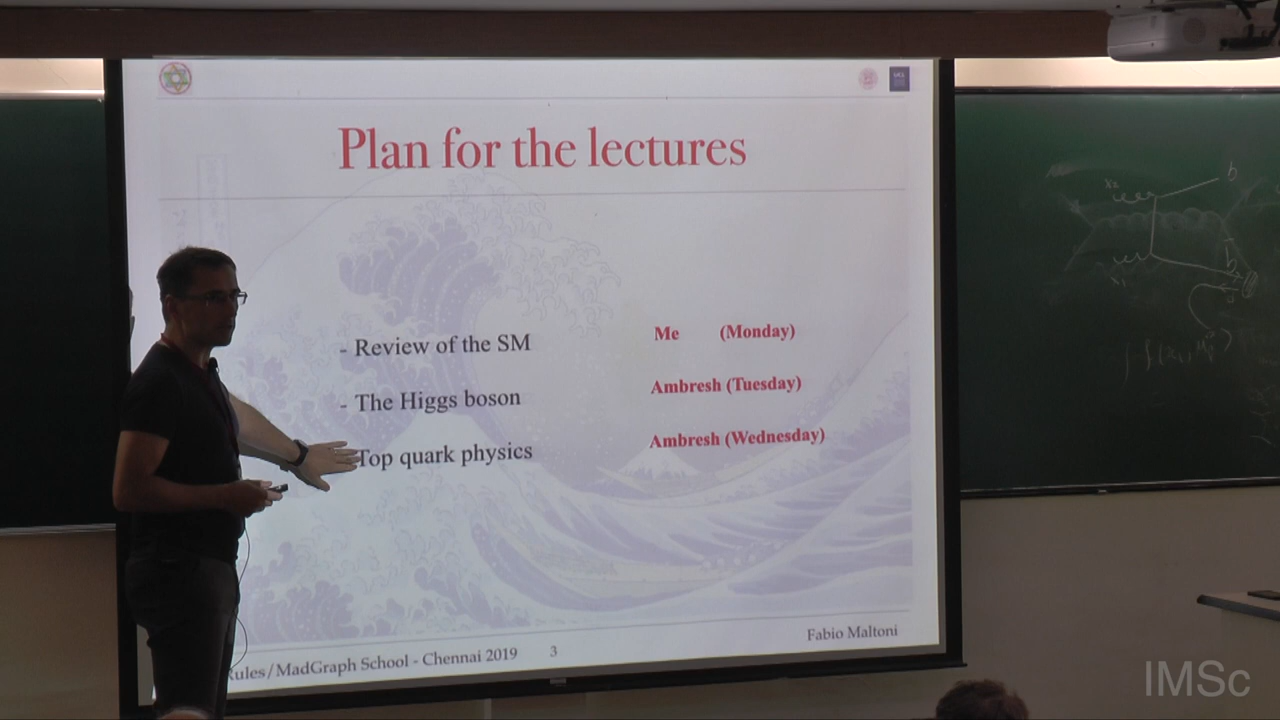 UCL
Plan for the lectures
- Review of the SM Me (Monday)
- The Higgs boson Ambresh (Tuesday)
Top quark physics Ambresh (Wednesday)
Rules/MadGraph School - Chennai 2019 3 Fabio Maltoni
b
b
IMSc